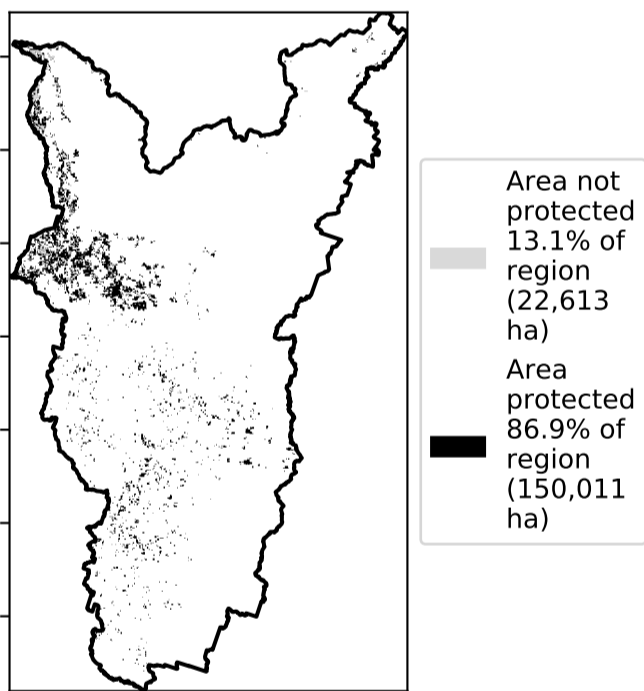 Area not
protected
13.1% of
region
(22,613
ha)
Area
protected
86.9% of
region
(150,011
ha)